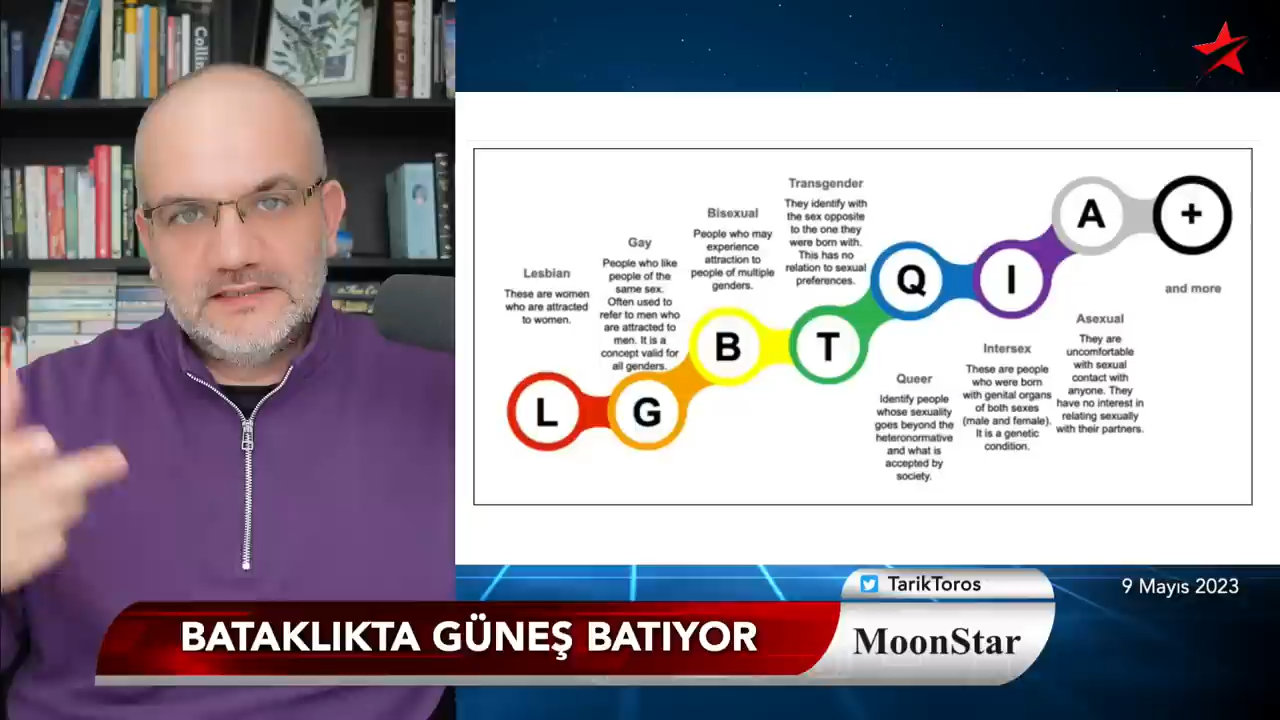 Collins
Lesbian
These are women
who are attracted
to women.
Gay
People who like
people of the
same sex.
Often used to
refer to men who
are attracted to
men. It is a
concept valid for
all genders.
Bisexual
People who may
experience
attraction to
people of multiple
genders.
Transgender
They identify with
the sex opposite
to the one they
were born with.
This has no
relation to sexual
preferences.
L
G
B
T
Q
I
A
+
Queer
Identify people
whose sexuality
goes beyond the
heteronormative
and what is
accepted by
society.
Intersex
These are people
who were born
with genital organs
of both sexes
(male and female).
It is a genetic
condition.
Asexual
They are
uncomfortable
with sexual
contact with
anyone. They
have no interest in
relating sexually
with their partners.
and more
TarikToros
9 Mayıs 2023
BATAKLIKTA GÜNEŞ BATIYOR
MoonStar